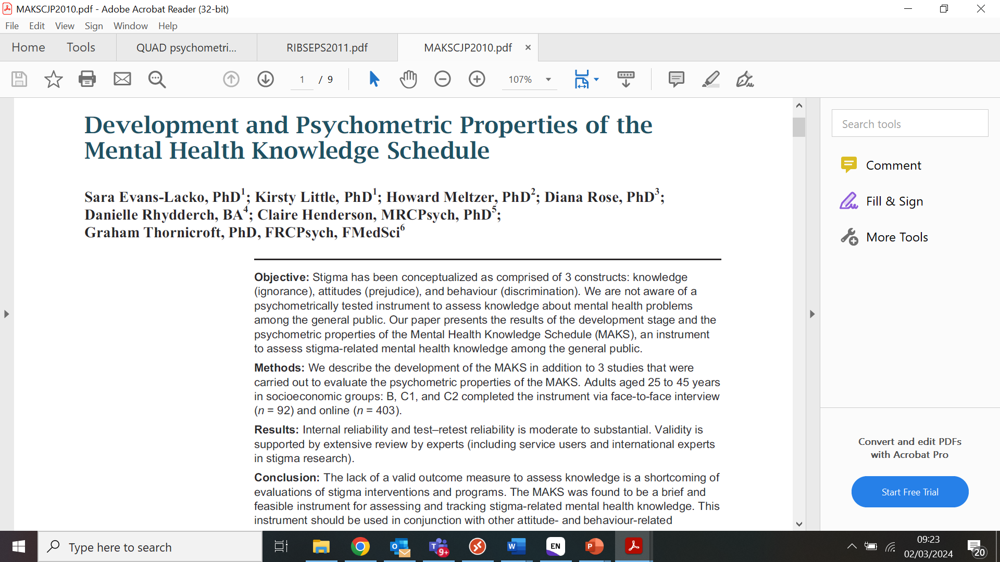 MAKSCJP2010.pdf - Adobe Acrobat Reader (32-bit)
File Edit View Sign Window Help
Home Tools QUAD psychometri... RIBSEPS2011.pdf MAKSCJP2010.pdf ×
1 / 9 107%
Development and Psychometric Properties of the
Mental Health Knowledge Schedule
Sara Evans-Lacko, PhD1; Kirsty Little, PhD1; Howard Meltzer, PhD2; Diana Rose, PhD3;
Danielle Rhydderch, BA4; Claire Henderson, MRCPsych, PhD5;
Graham Thornicroft, PhD, FRCPsych, FMedSci6
Objective: Stigma has been conceptualized as comprised of 3 constructs: knowledge
(ignorance), attitudes (prejudice), and behaviour (discrimination). We are not aware of a
psychometrically tested instrument to assess knowledge about mental health problems
among the general public. Our paper presents the results of the development stage and the
psychometric properties of the Mental Health Knowledge Schedule (MAKS), an instrument
to assess stigma-related mental health knowledge among the general public.
Methods: We describe the development of the MAKS in addition to 3 studies that were
carried out to evaluate the psychometric properties of the MAKS. Adults aged 25 to 45 years
in socioeconomic groups: B, C1, and C2 completed the instrument via face-to-face interview
(n = 92) and online (n = 403).
Results: Internal reliability and test–retest reliability is moderate to substantial. Validity is
supported by extensive review by experts (including service users and international experts
in stigma research).
Conclusion: The lack of a valid outcome measure to assess knowledge is a shortcoming of
evaluations of stigma interventions and programs. The MAKS was found to be a brief and
feasible instrument for assessing and tracking stigma-related mental health knowledge. This
instrument should be used in conjunction with other attitude- and behaviour-related
Search tools
Comment
Fill & Sign
More Tools
Convert and edit PDFs
with Acrobat Pro
Start Free Trial
Type here to search
O
T
9+
W
EN
P
09:23
02/03/2024
20